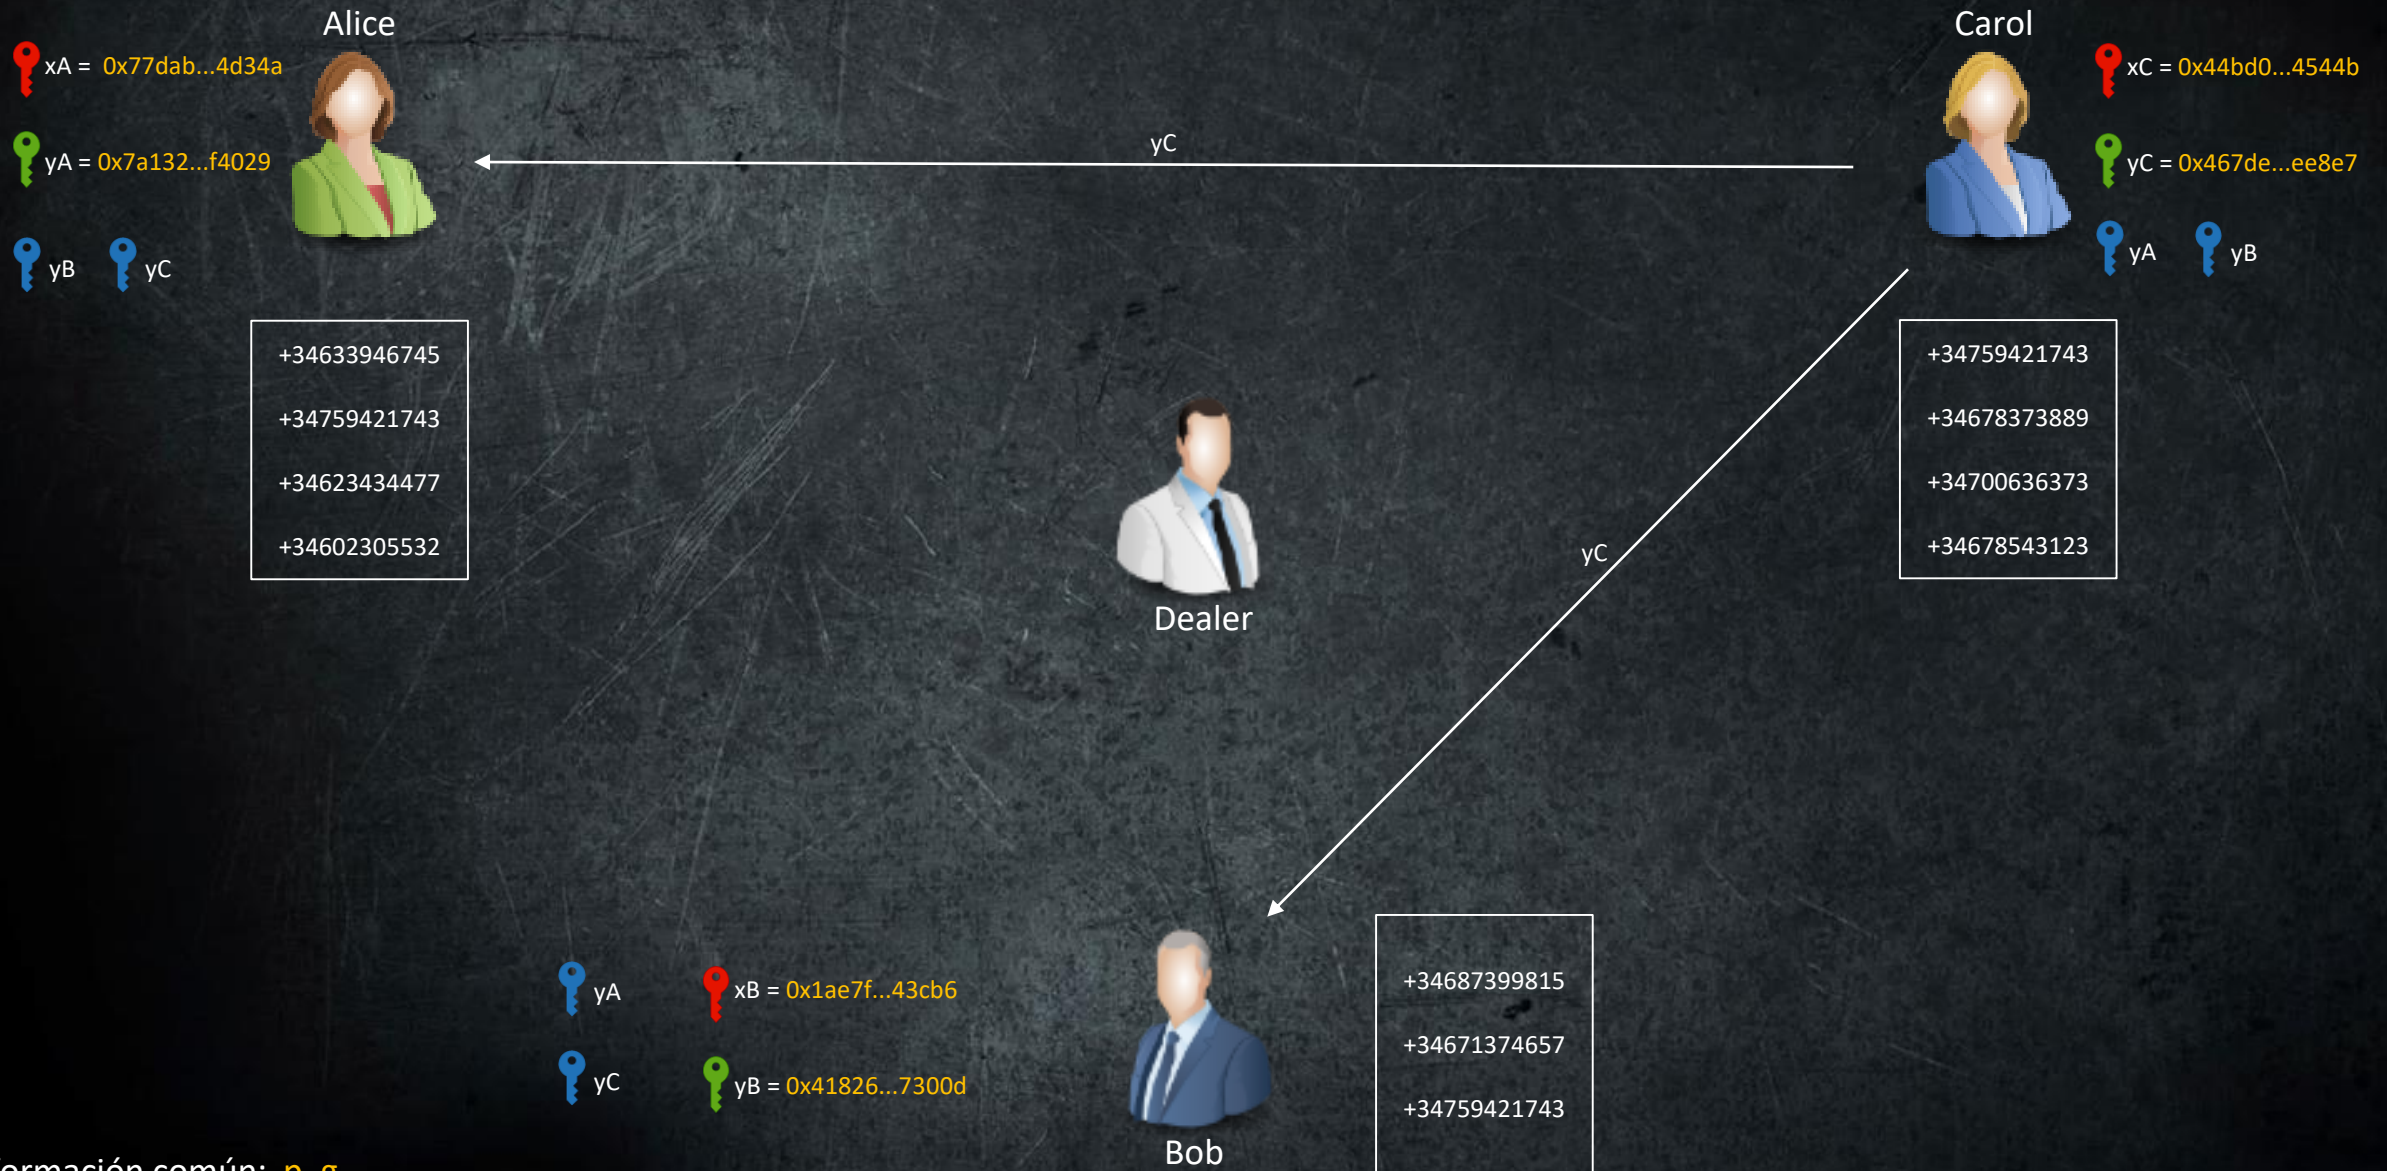 Alice
Carol
xA = 0x77dab...4d34a
xC = 0x44bd0...4544b
yC
yA = 0x7a132...f4029
yC = 0x467de...ee8e7
yB yC
yA yB
+34633946745
+34759421743
+34623434477
+34602305532
+34759421743
+34678373889
+34700636373
+34678543123
yC
Dealer
yA
xB = 0x1ae7f...43cb6
yC
yB = 0x41826...7300d
+34687399815
+34671374657
+34759421743
Bob
común: p, g